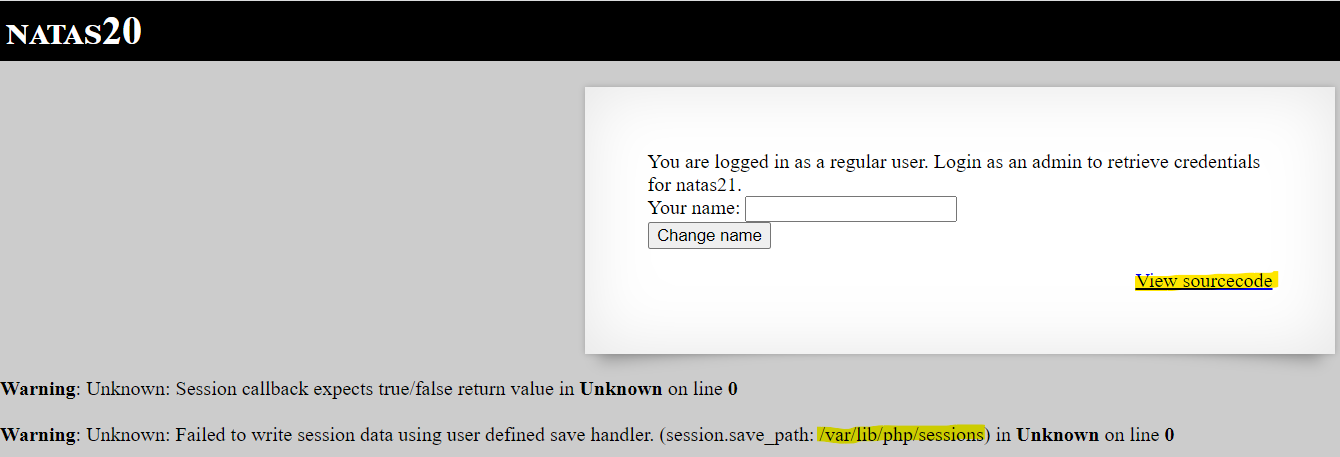 NATAS20
You are logged in as a regular user. Login as an admin to retrieve credentials
for natas21.
Your name:
Change name
View sourcecode
Warning: Unknown: Session callback expects true/false return value in Unknown on line 0
Warning: Unknown: Failed to write session data using user defined save handler. (session.save_path: /var/lib/php/sessions) in Unknown on line 0